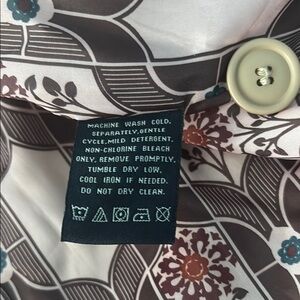 MACHINE WASH COLD.
SEPARATELY,GENTLE
CYCLE,MILD DETERGENT,
NON-CHLORINE BLEACH
ONLY. REMOVE PROMPTLY.
TUMBLE DRY LOW.
COOL IRON IF NEEDED.
DO NOT DRY CLEAN.